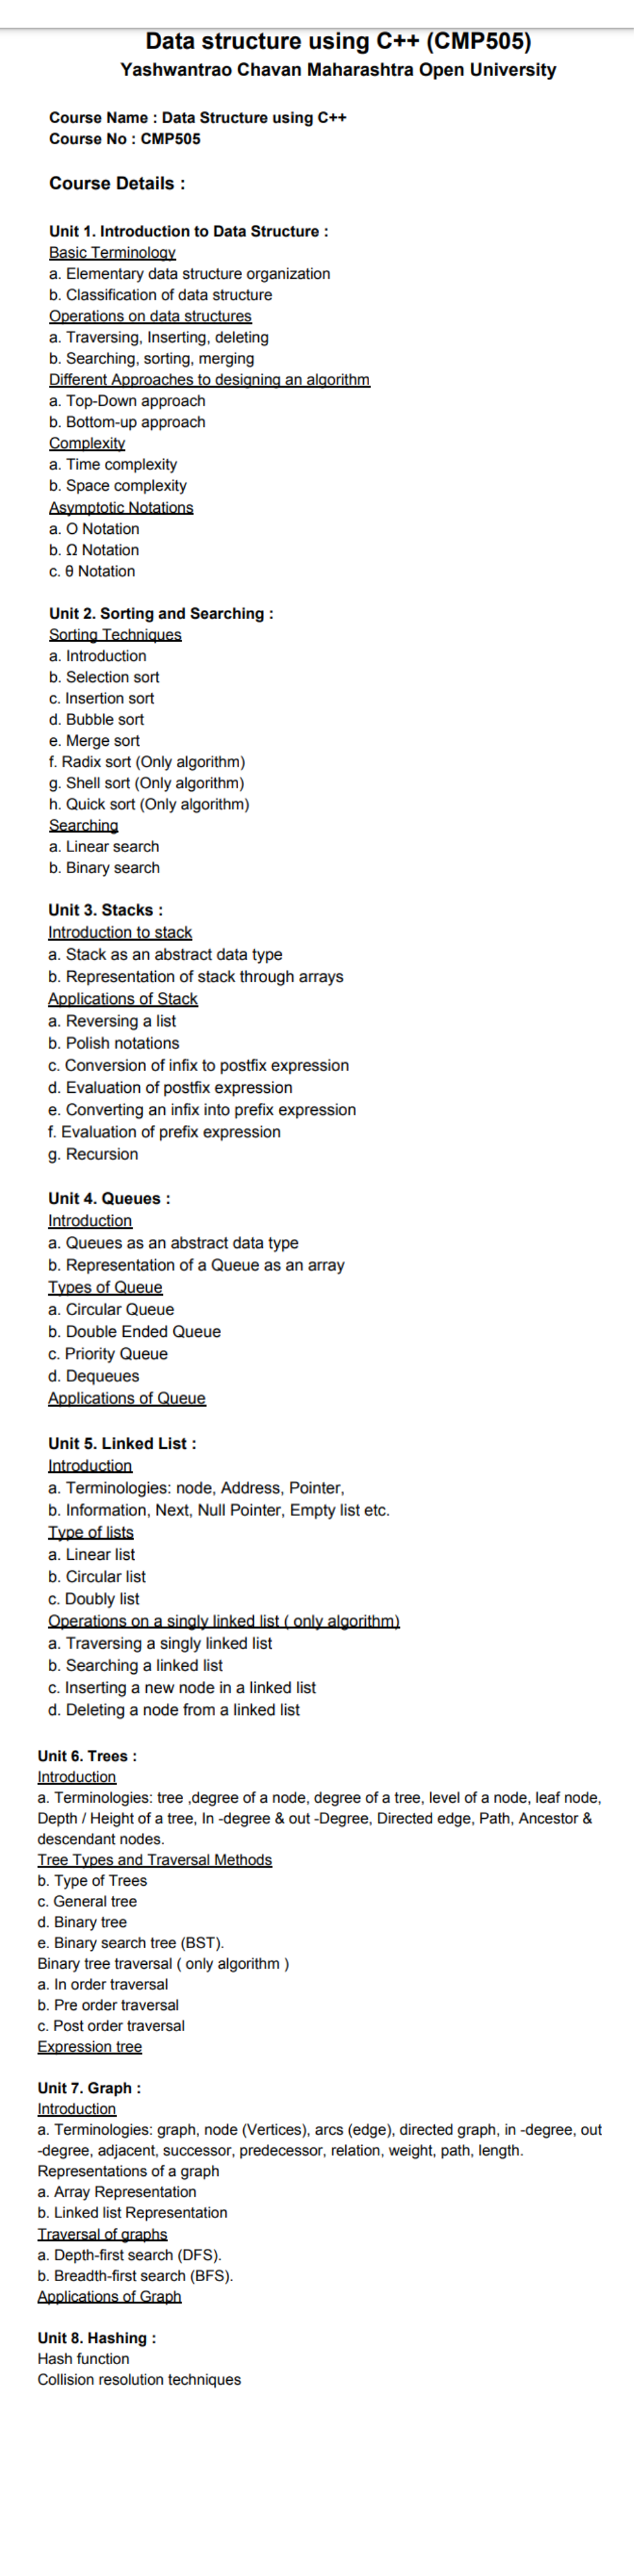 Data structure using C++ (CMP505)
Yashwantrao Chavan Maharashtra Open University
Course Name : Data Structure using C++
Course No : CMP505
Course Details :
Unit 1. Introduction to Data Structure :
Basic Terminology
a. Elementary data structure organization
b. Classification of data structure
Operations on data structures
a. Traversing, Inserting, deleting
b. Searching, sorting, merging
Different Approaches to designing an algorithm
a. Top-Down approach
b. Bottom-up approach
Complexity
a. Time complexity
b. Space complexity
Asymptotic Notations
a. O Notation
b. Ω Notation
c. θ Notation
Unit 2. Sorting and Searching :
Sorting Techniques
a. Introduction
b. Selection sort
c. Insertion sort
d. Bubble sort
e. Merge sort
f. Radix sort (Only algorithm)
g. Shell sort (Only algorithm)
h. Quick sort (Only algorithm)
Searching
a. Linear search
b. Binary search
Unit 3. Stacks :
Introduction to stack
a. Stack as an abstract data type
b. Representation of stack through arrays
Applications of Stack
a. Reversing a list
b. Polish notations
c. Conversion of infix to postfix expression
d. Evaluation of postfix expression
e. Converting an infix into prefix expression
f. Evaluation of prefix expression
g. Recursion
Unit 4. Queues :
Introduction
a. Queues as an abstract data type
b. Representation of a Queue as an array
Types of Queue
a. Circular Queue
b. Double Ended Queue
c. Priority Queue
d. Dequeues
Applications of Queue
Unit 5. Linked List :
Introduction
a. Terminologies: node, Address, Pointer,
b. Information, Next, Null Pointer, Empty list etc.
Type of lists
a. Linear list
b. Circular list
c. Doubly list
Operations on a singly linked list ( only algorithm)
a. Traversing a singly linked list
b. Searching a linked list
c. Inserting a new node in a linked list
d. Deleting a node from a linked list
Unit 6. Trees :
Introduction
a. Terminologies: tree ,degree of a node, degree of a tree, level of a node, leaf node,
Depth / Height of a tree, In -degree & out -Degree, Directed edge, Path, Ancestor &
descendant nodes.
Tree Types and Traversal Methods
b. Type of Trees
c. General tree
d. Binary tree
e. Binary search tree (BST).
Binary tree traversal ( only algorithm )
a. In order traversal
b. Pre order traversal
c. Post order traversal
Expression tree
Unit 7. Graph :
Introduction
a. Terminologies: graph, node (Vertices), arcs (edge), directed graph, in -degree, out
-degree, adjacent, successor, predecessor, relation, weight, path, length.
Representations of a graph
a. Array Representation
b. Linked list Representation
Traversal of graphs
a. Depth-first search (DFS).
b. Breadth-first search (BFS).
Applications of Graph
Unit 8. Hashing :
Hash function
Collision resolution techniques